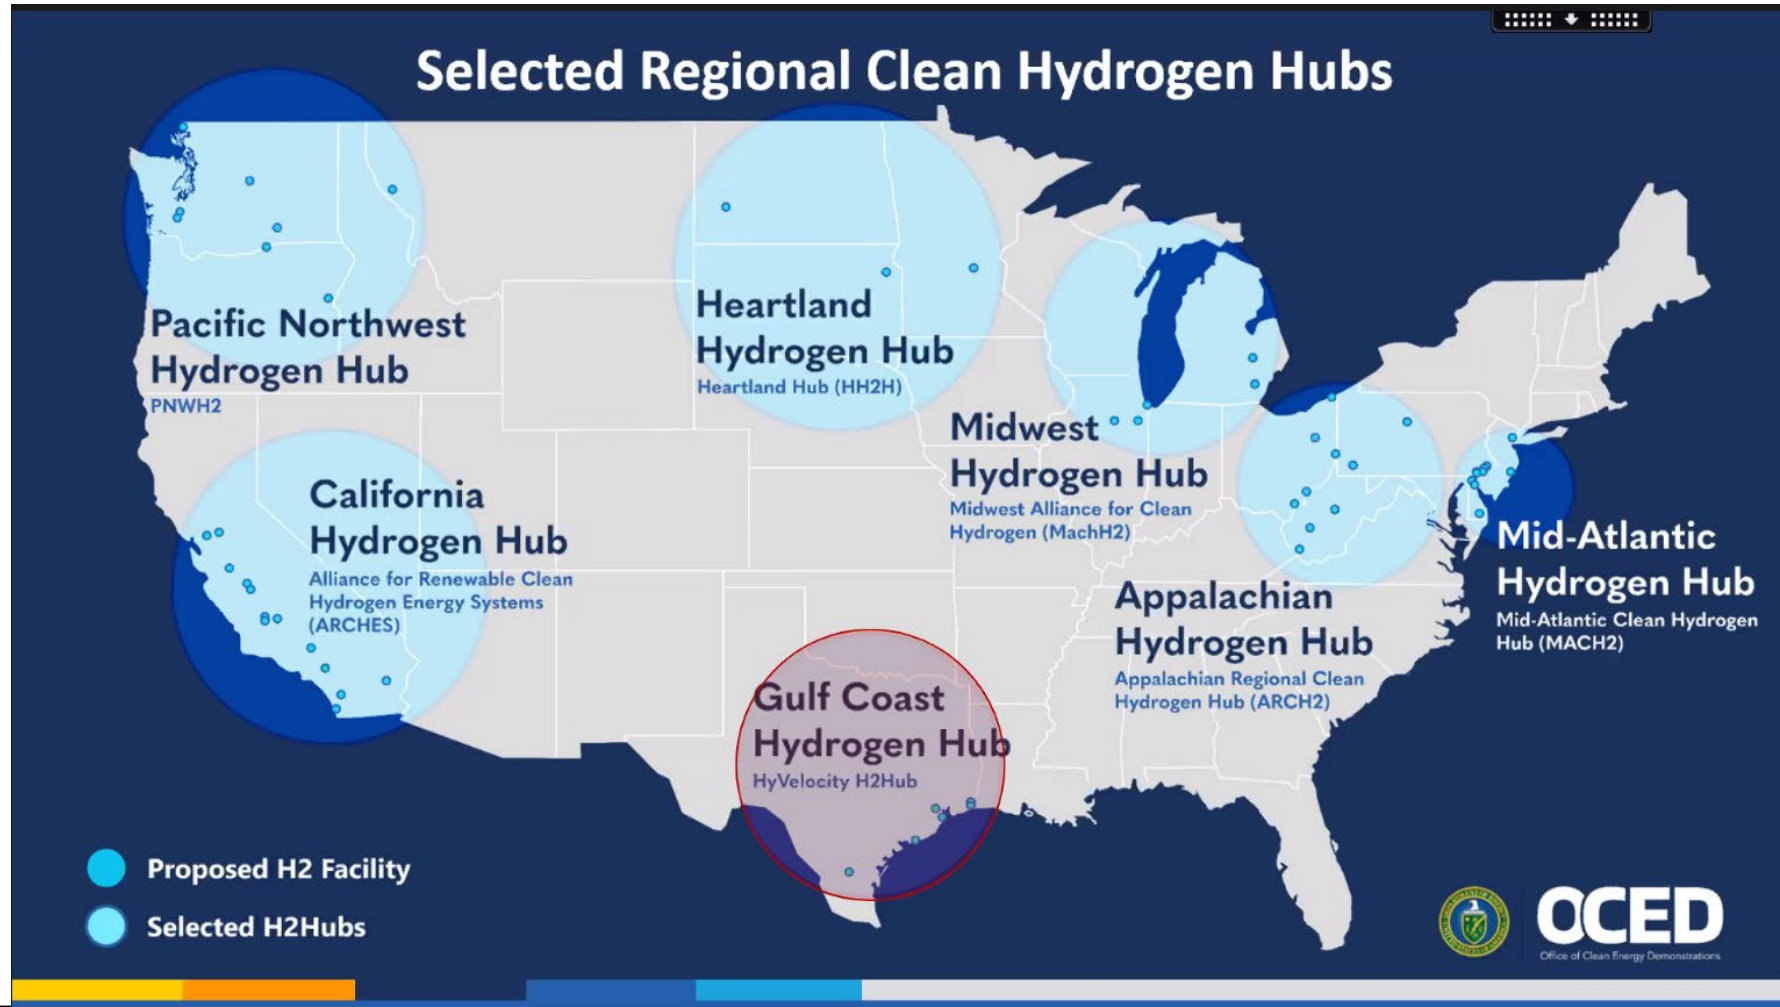 Selected Regional Clean Hydrogen Hubs
Pacific Northwest
Hydrogen Hub
PNWH2
Heartland
Hydrogen Hub
Heartland Hub (HH2H)
Midwest
Hydrogen Hub
Midwest Alliance for Clean
Hydrogen (MachH2)
California
Hydrogen Hub
Alliance for Renewable Clean
Hydrogen Energy Systems
(ARCHES)
Mid-Atlantic
Hydrogen Hub
Mid-Atlantic Clean Hydrogen
Hub (MACH2)
Appalachian
Hydrogen Hub
Appalachian Regional Clean
Hydrogen Hub (ARCH2)
Gulf Coast
Hydrogen Hub
HyVelocity H2Hub
Proposed H2 Facility
Selected H2Hubs
OCED
Office of Clean Energy Demonstrations